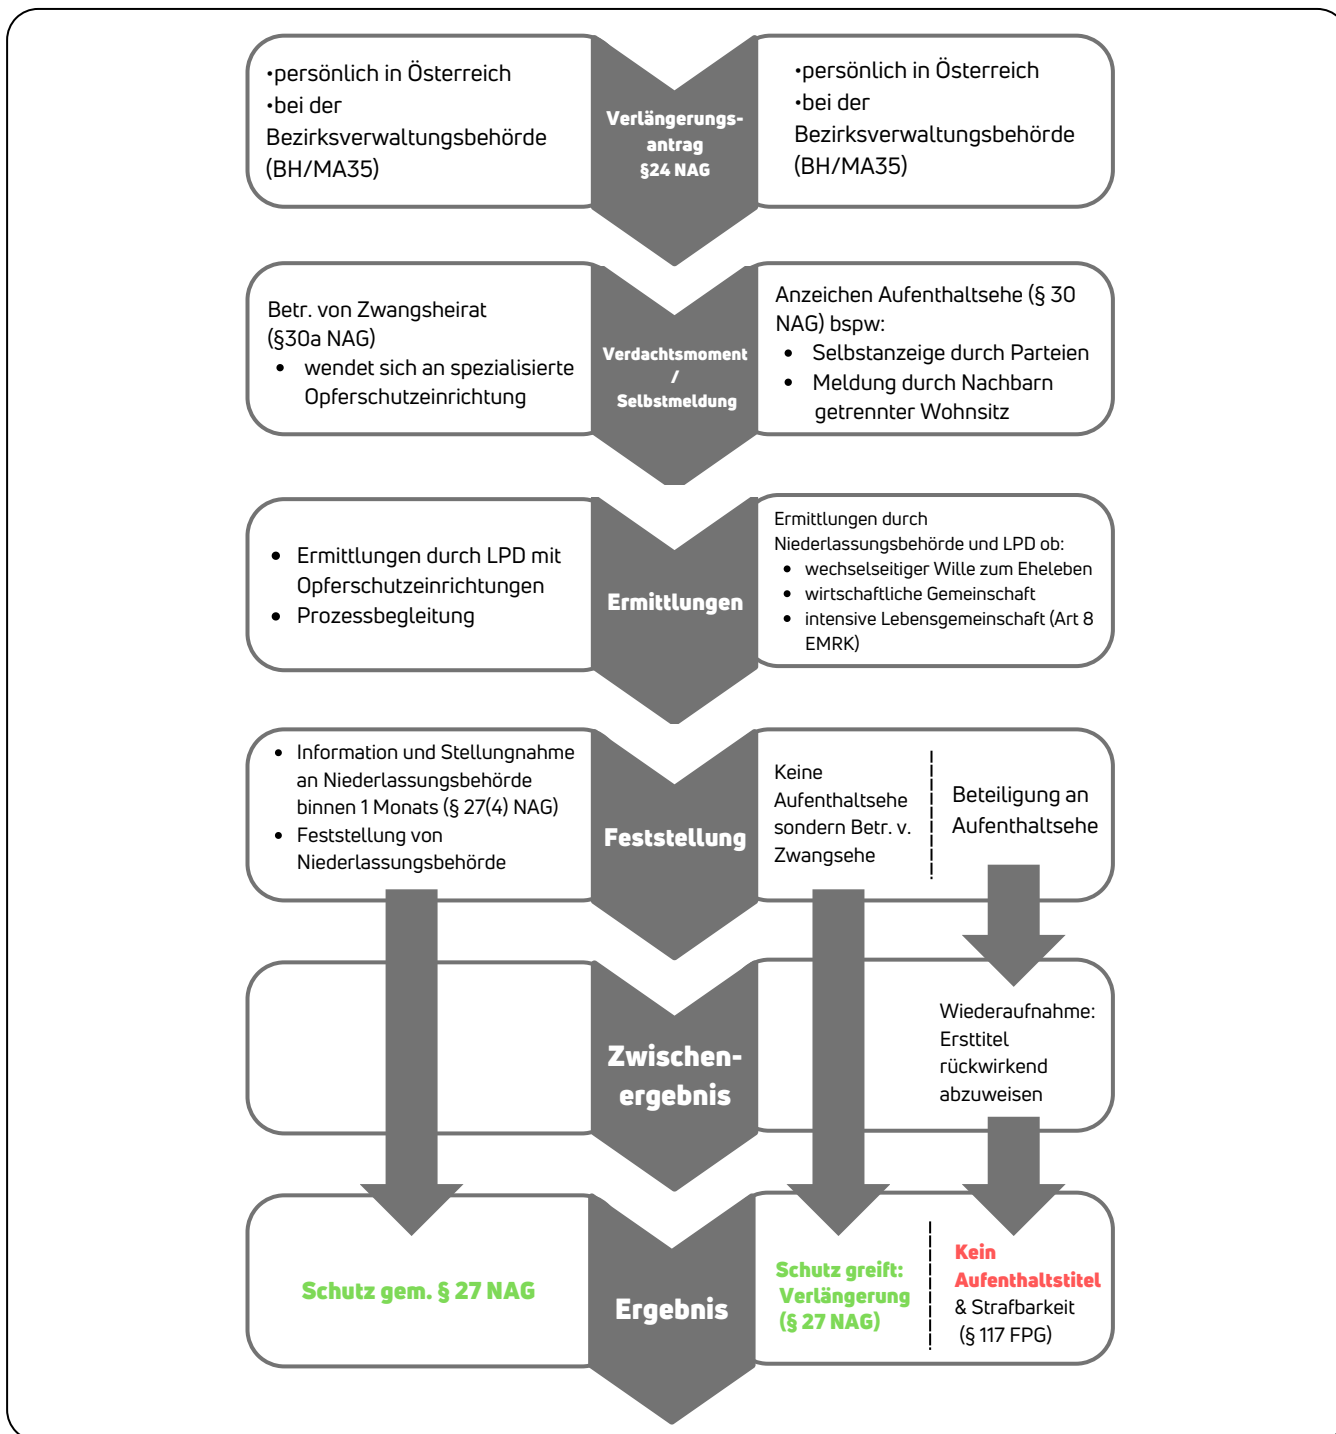 •persönlich in Österreich
•bei der
Bezirksverwaltungsbehörde
(BH/MA35)
Verlängerungs-
antrag
§24 NAG
•persönlich in Österreich
•bei der
Bezirksverwaltungsbehörde
(BH/MA35)
Betr. von Zwangsheirat
(§30a NAG)
• wendet sich an spezialisierte
Opferschutzeinrichtung
Verdachtsmoment
/
Selbstmeldung
Anzeichen Aufenthaltsehe (§ 30
NAG) bspw:
• Selbstanzeige durch Parteien
• Meldung durch Nachbarn
getrennter Wohnsitz
• Ermittlungen durch LPD mit
Opferschutzeinrichtungen
• Prozessbegleitung
Ermittlungen
Ermittlungen durch
Niederlassungsbehörde und LPD ob:
• wechselseitiger Wille zum Eheleben
• wirtschaftliche Gemeinschaft
• intensive Lebensgemeinschaft (Art 8
EMRK)
• Information und Stellungnahme
an Niederlassungsbehörde
binnen 1 Monats (§ 27(4) NAG)
• Feststellung von
Niederlassungsbehörde
Feststellung
Keine
Aufenthaltsehe
sondern Betr. v.
Zwangsehe
Beteiligung an
Aufenthaltsehe
Zwischen-
ergebnis
Wiederaufnahme:
Ersttitel
rückwirkend
abzuweisen
Schutz gem. § 27 NAG
Ergebnis
Schutz greift:
Verlängerung
(§ 27 NAG)
Kein
Aufenthaltstitel
& Strafbarkeit
(§ 117 FPG)